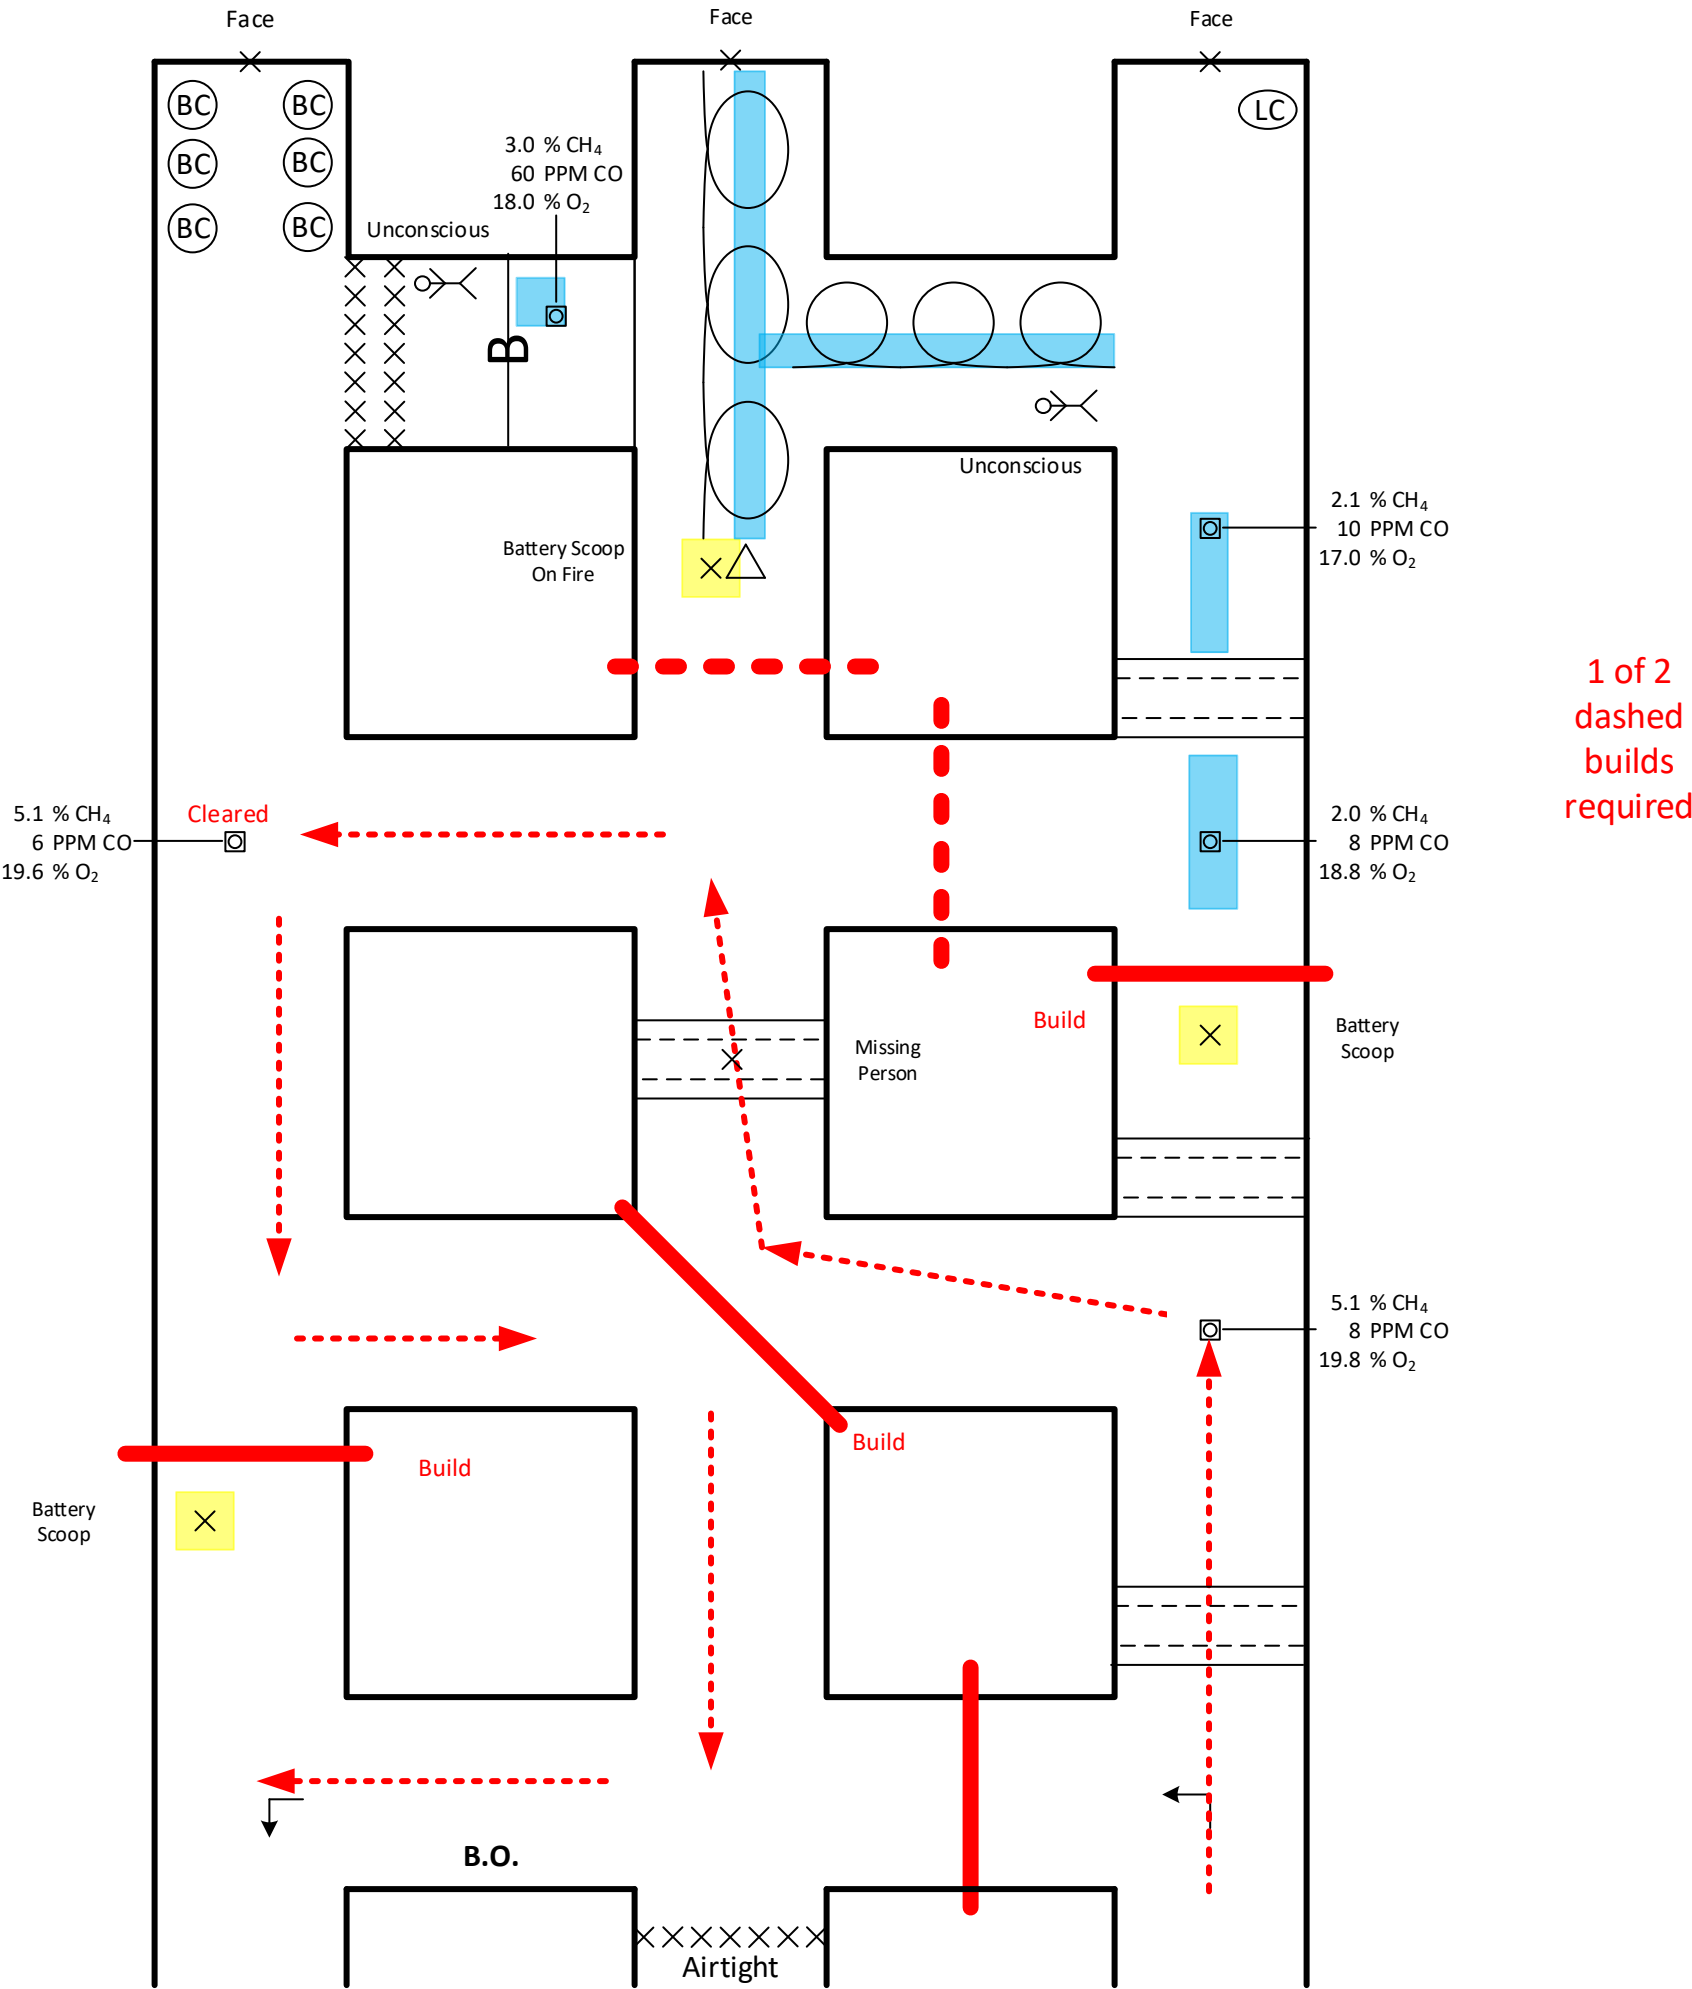 Face
Face
Face
BC
BC
LC
3.0 % CH₄
60 PPM CO
18.0 % O₂
BC
BC
BC
BC
Unconscious
B
Unconscious
2.1 % CH₄
10 PPM CO
17.0 % O₂
Battery Scoop
On Fire
1 of 2
dashed
builds
required
5.1 % CH₄
6 PPM CO
19.6 % O₂
Cleared
2.0 % CH₄
8 PPM CO
18.8 % O₂
Build
Missing
Person
Battery
Scoop
5.1 % CH₄
8 PPM CO
19.8 % O₂
Build
Build
Battery
Scoop
B.O.
Airtight